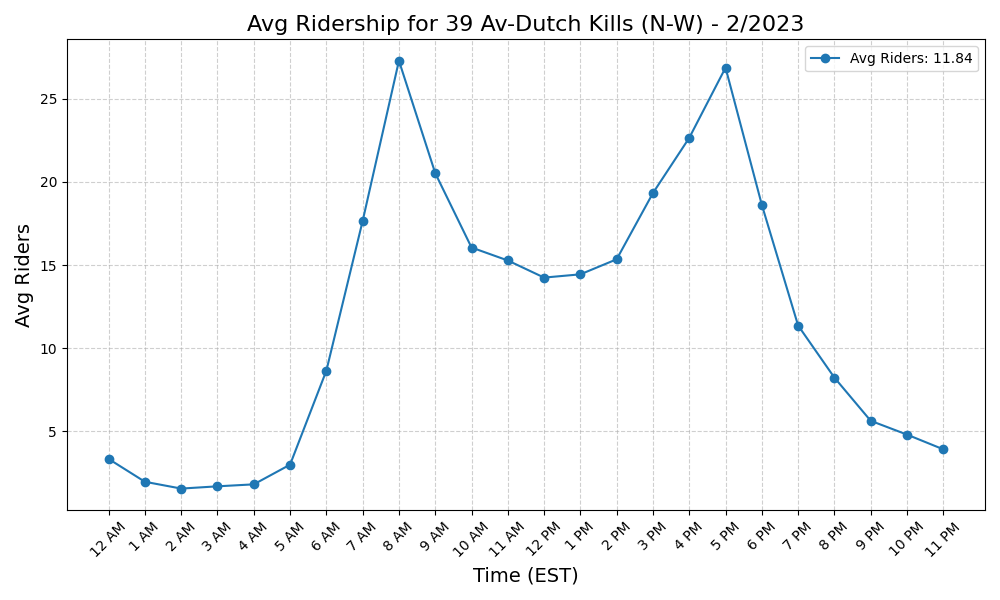 Avg Ridership for 39 Av-Dutch Kills (N-W) - 2/2023
Avg Riders: 11.84
Avg Riders
25
20
15
10
5
12 AM
1 AM
2 AM
3 AM
4 AM
5 AM
6 AM
7 AM
8 AM
9 AM
10 AM
11 AM
12 PM
1 PM
2 PM
3 PM
4 PM
5 PM
6 PM
7 PM
8 PM
9 PM
10 PM
11 PM
Time (EST)